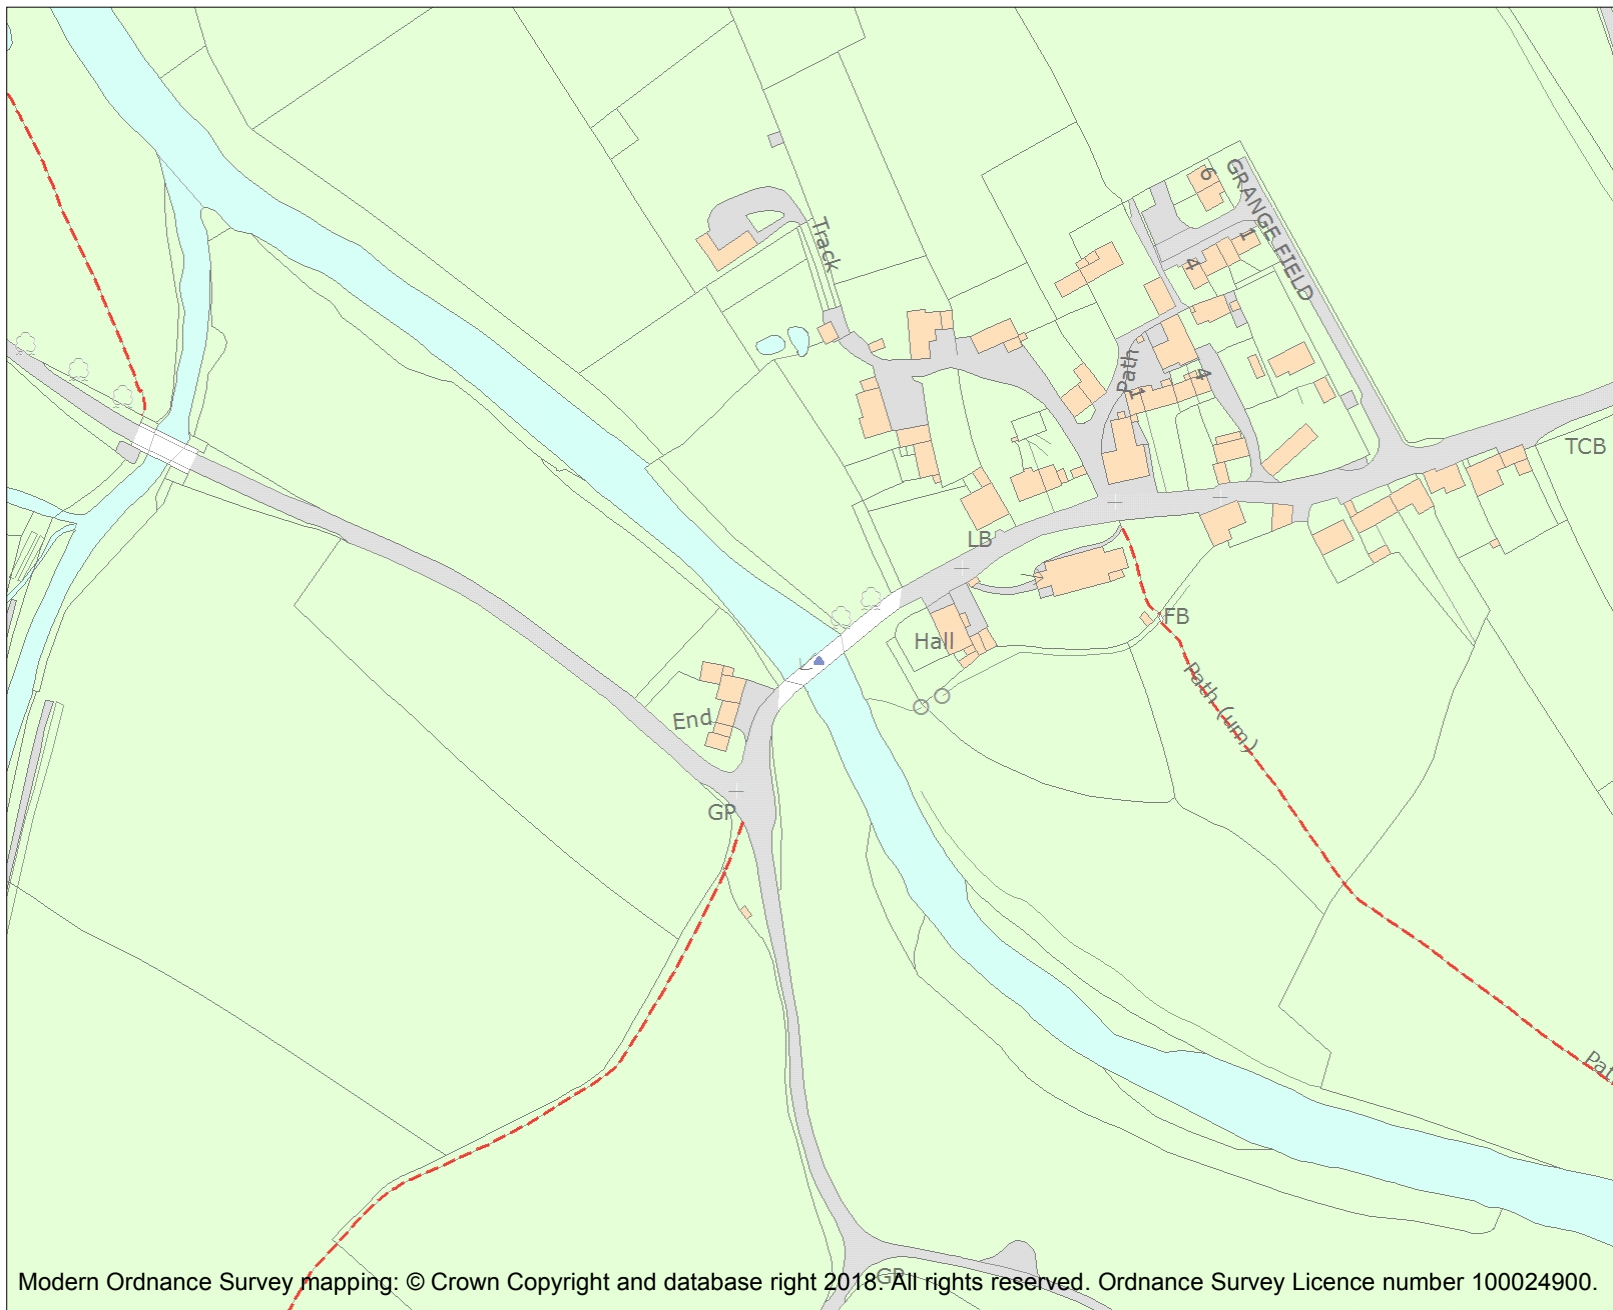 6
GRANGE FIELD
1
4
Track
Path
4
1
TCB
LB
FB
Hall
Path (um)
End
GP
GP
Modern Ordnance Survey mapping: © Crown Copyright and database right 2018. All rights reserved. Ordnance Survey Licence number 100024900.